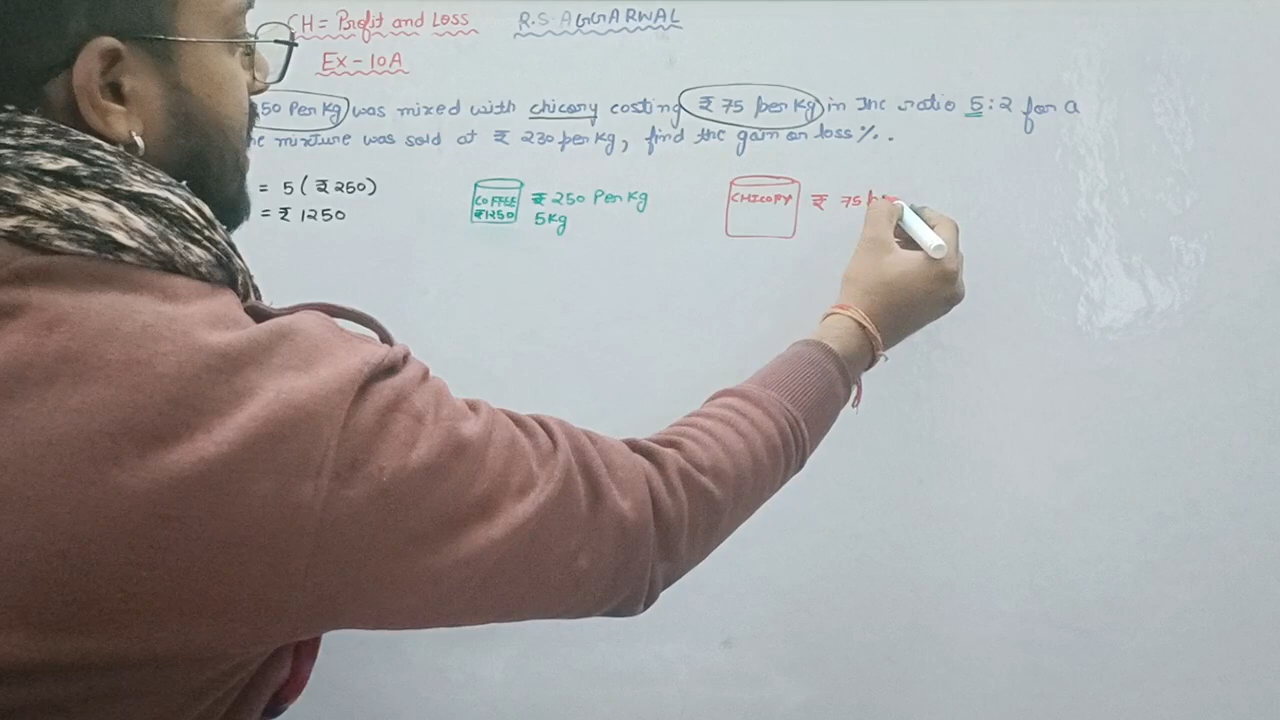 CH = Profit and Loss R.S. AGGARWAL
Ex-10A
50 Per Kg was mixed with chicory costing ₹ 75 per Kg in the ratio 5:2 for a
mixture was sold at ₹ 230 per Kg, find the gain or loss %.
= 5 (₹250)
= ₹ 1250
COFFEE
₹1250
₹ 250 Per Kg
5Kg
CHICORY
₹ 75